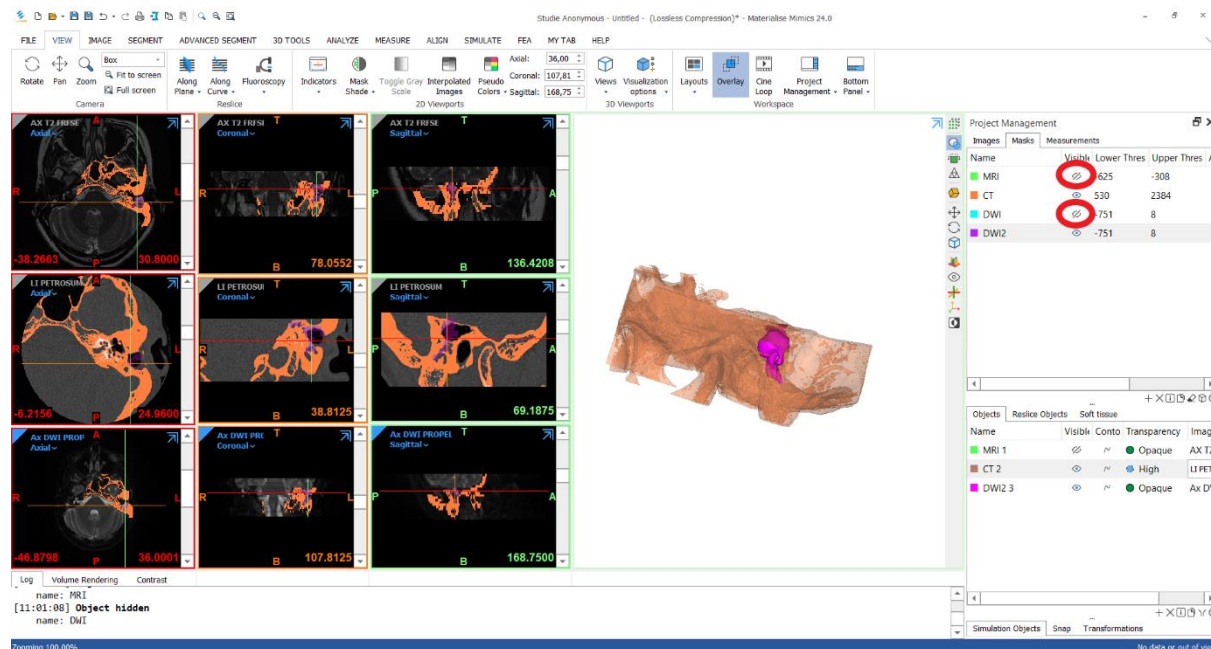 Studie Anonymous - Untitled - (Lossless Compression)* - Materialise Mimics 24.0
FILE VIEW IMAGE SEGMENT ADVANCED SEGMENT 3D TOOLS ANALYZE MEASURE ALIGN SIMULATE FEA MY TAB HELP
Rotate Pan Zoom Box Fit to screen Full screen
Camera
Along Plane Along Curve Fluoroscopy
Reslice
Indicators Mask Shade Toggle Gray Scale Interpolated Images Pseudo Colors
Axial: 36,00
Coronal: 107,81
Sagittal: 168,75
2D Viewports
Views Visualization options
3D Viewports
Layouts Overlay Cine Loop Project Management Bottom Panel
Workspace
AX T2 FRFSE A
Axial
R L
-38.2663 P 30.8000
AX T2 FRFSE T
Coronal
R L
B 78.0552
AX T2 FRFSE T
Sagittal
P A
B 136.4208
LI PETROSUM A
Axial
R L
-6.2156 P 24.9600
LI PETROSUM T
Coronal
R L
B 38.8125
LI PETROSUM T
Sagittal
P A
B 69.1875
Ax DWI PROP A
Axial
R L
-46.8798 P 36.0001
Ax DWI PRO T
Coronal
R L
B 107.8125
Ax DWI PROPEL T
Sagittal
P A
B 168.7500
Project Management
Images Masks Measurements
Name Visible Lower Thres Upper Thres A
MRI -625 -308
CT 530 2384
DWI -751 8
DWI2 -751 8
Objects Reslice Objects Soft tissue
Name Visible Conto Transparency Imag
MRI 1 Opaque AX T2
CT 2 High LI PET
DWI2 3 Opaque Ax D
Simulation Objects Snap Transformations
Log Volume Rendering Contrast
name: MRI
[11:01:08] Object hidden
name: DWI
Zooming 100.00%
No data or out of view